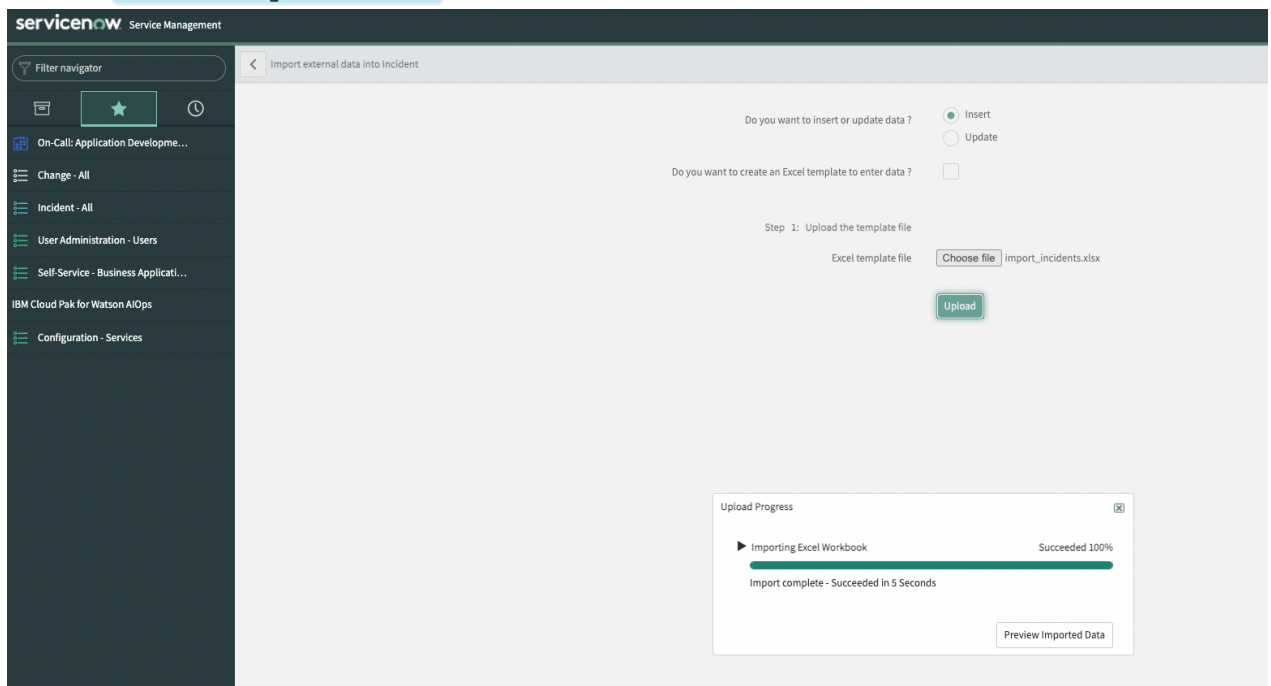 servicenow. Service Management
Filter navigator
Import external data into Incident
On-Call: Application Developme...
Change - All
Incident - All
User Administration - Users
Self-Service - Business Applicati...
IBM Cloud Pak for Watson AIOps
Configuration - Services
Do you want to insert or update data ?
Insert
Update
Do you want to create an Excel template to enter data ?
Step 1: Upload the template file
Excel template file
Choose file import_incidents.xlsx
Upload
Upload Progress
Importing Excel Workbook Succeeded 100%
Import complete - Succeeded in 5 Seconds
Preview Imported Data